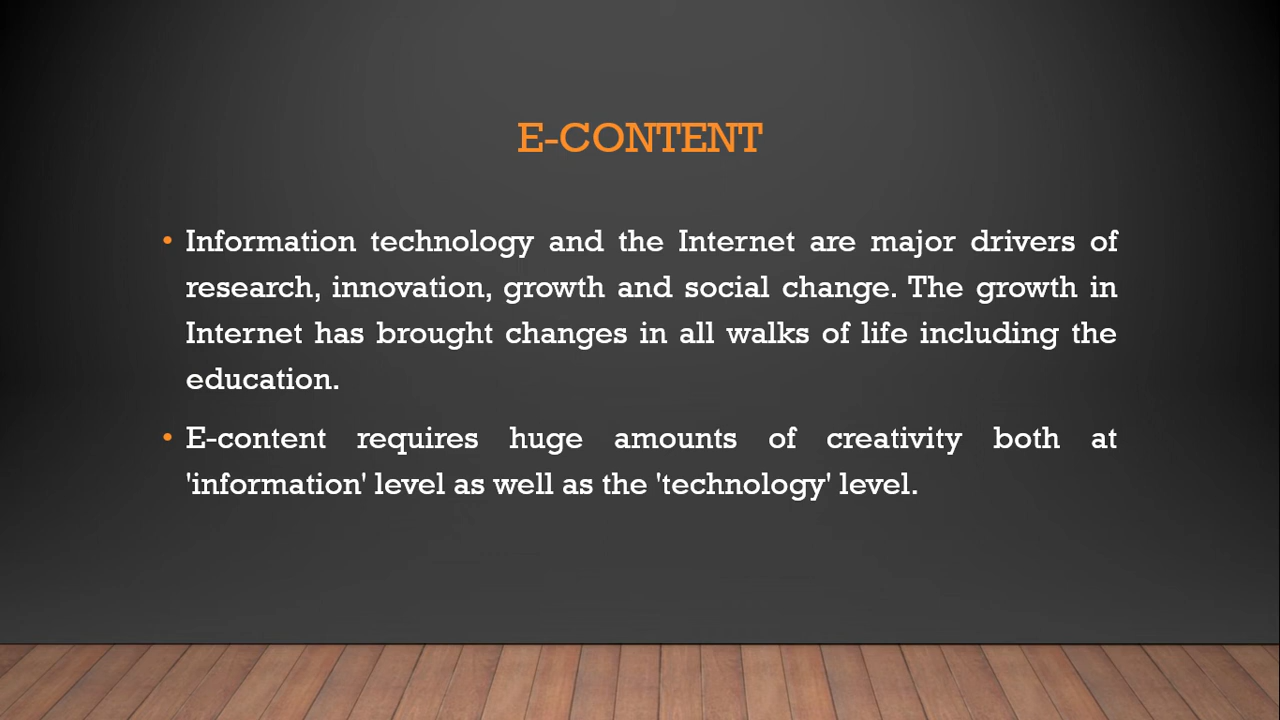 E-CONTENT
• Information technology and the Internet are major drivers of
research, innovation, growth and social change. The growth in
Internet has brought changes in all walks of life including the
education.
• E-content requires huge amounts of creativity both at
'information' level as well as the 'technology' level.